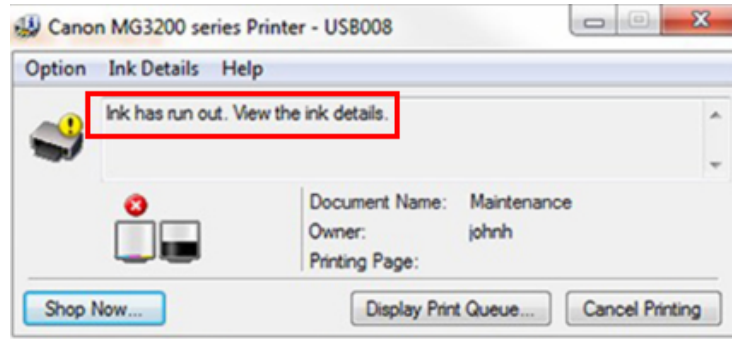 Canon MG3200 series Printer - USB008
Option Ink Details Help
Ink has run out. View the ink details.
Document Name: Maintenance
Owner: johnh
Printing Page:
Shop Now... Display Print Queue... Cancel Printing